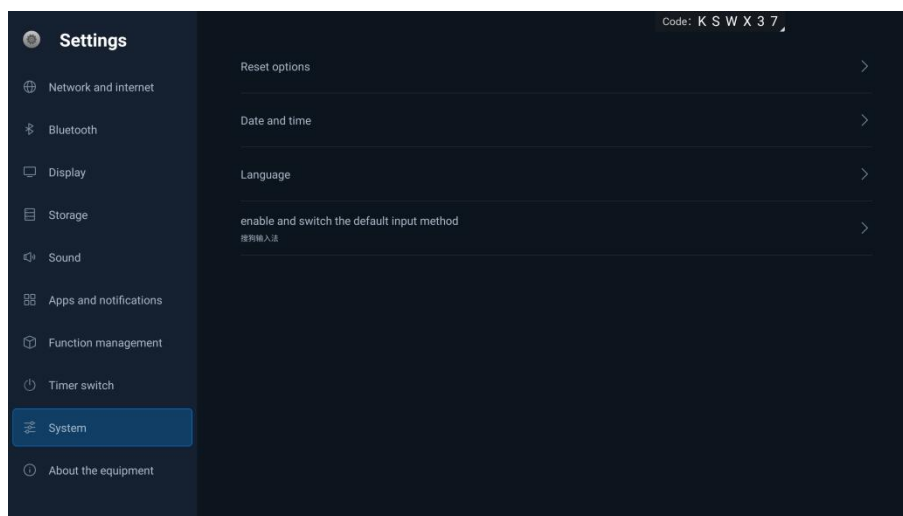 Code: K S W X 3 7
Settings
Network and internet
Bluetooth
Display
Storage
Sound
Apps and notifications
Function management
Timer switch
System
About the equipment
Reset options
Date and time
Language
enable and switch the default input method
搜狗输入法